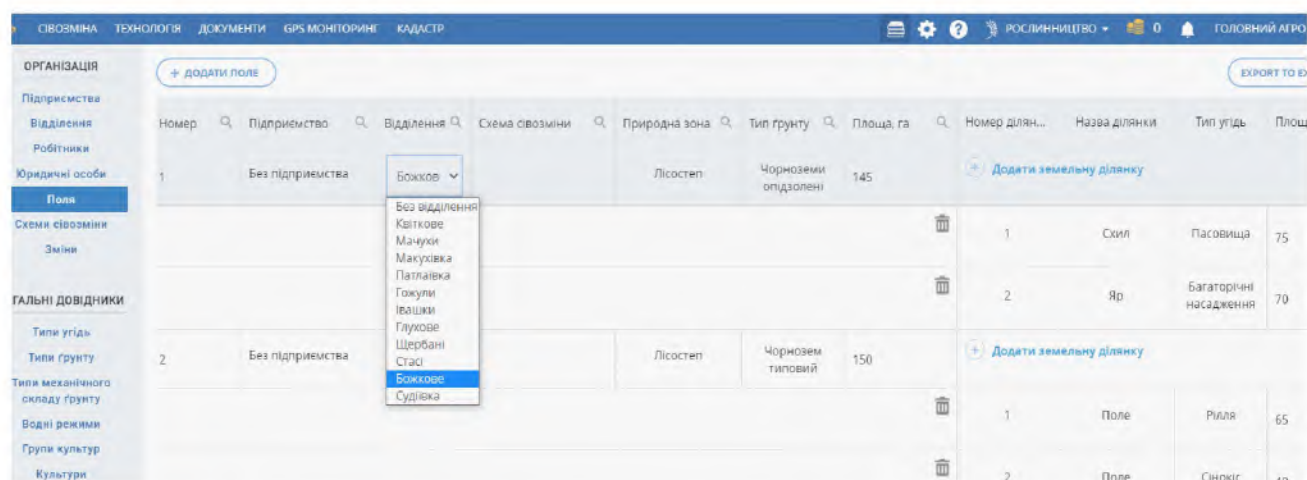 СІВОЗМІНА ТЕХНОЛОГІЯ ДОКУМЕНТИ GPS МОНІТОРИНГ КАДАСТР РОСЛИННИЦТВО 0 ГОЛОВНИЙ АГРО
ОРГАНІЗАЦІЯ
Підприємства
Відділення
Робітники
Юридичні особи
Поля
Схеми сівозміни
Зміни
ГАЛЬНІ ДОВІДНИКИ
Типи угідь
Типи ґрунту
Типи механічного
складу ґрунту
Водні режими
Групи культур
Культури
+ ДОДАТИ ПОЛЕ
EXPORT TO EX
Номер Підприємство Відділення Схема сівозміни Природна зона Тип ґрунту Площа, га Номер ділян... Назва ділянки Тип угідь Площ
1 Без підприємства Божков Лісостеп Чорноземи опідзолені 145 + Додати земельну ділянку
Без відділення
Квіткове
Мачухи
Макухівка
Патлаївка
Гожули
Івашки
Глухове
Щербані
Стасі
Божкове
Судіївка
1 Схил Пасовища 75
2 Яр Багаторічні насадження 70
2 Без підприємства Лісостеп Чорнозем типовий 150 + Додати земельну ділянку
1 Поле Рілля 65
2 Поле Сінокіс